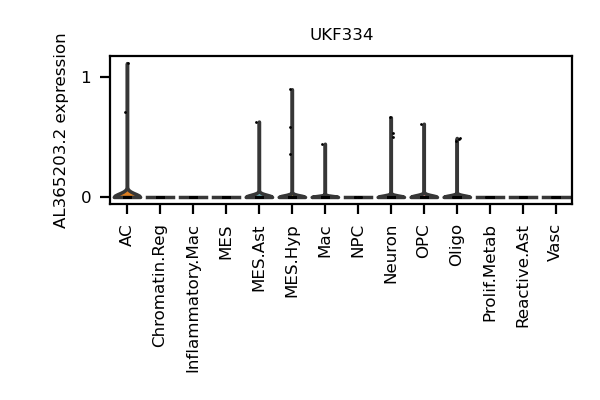 UKF334
AL365203.2 expression
1
0
AC
Chromatin.Reg
Inflammatory.Mac
MES
MES.Ast
MES.Hyp
Mac
NPC
Neuron
OPC
Oligo
Prolif.Metab
Reactive.Ast
Vasc